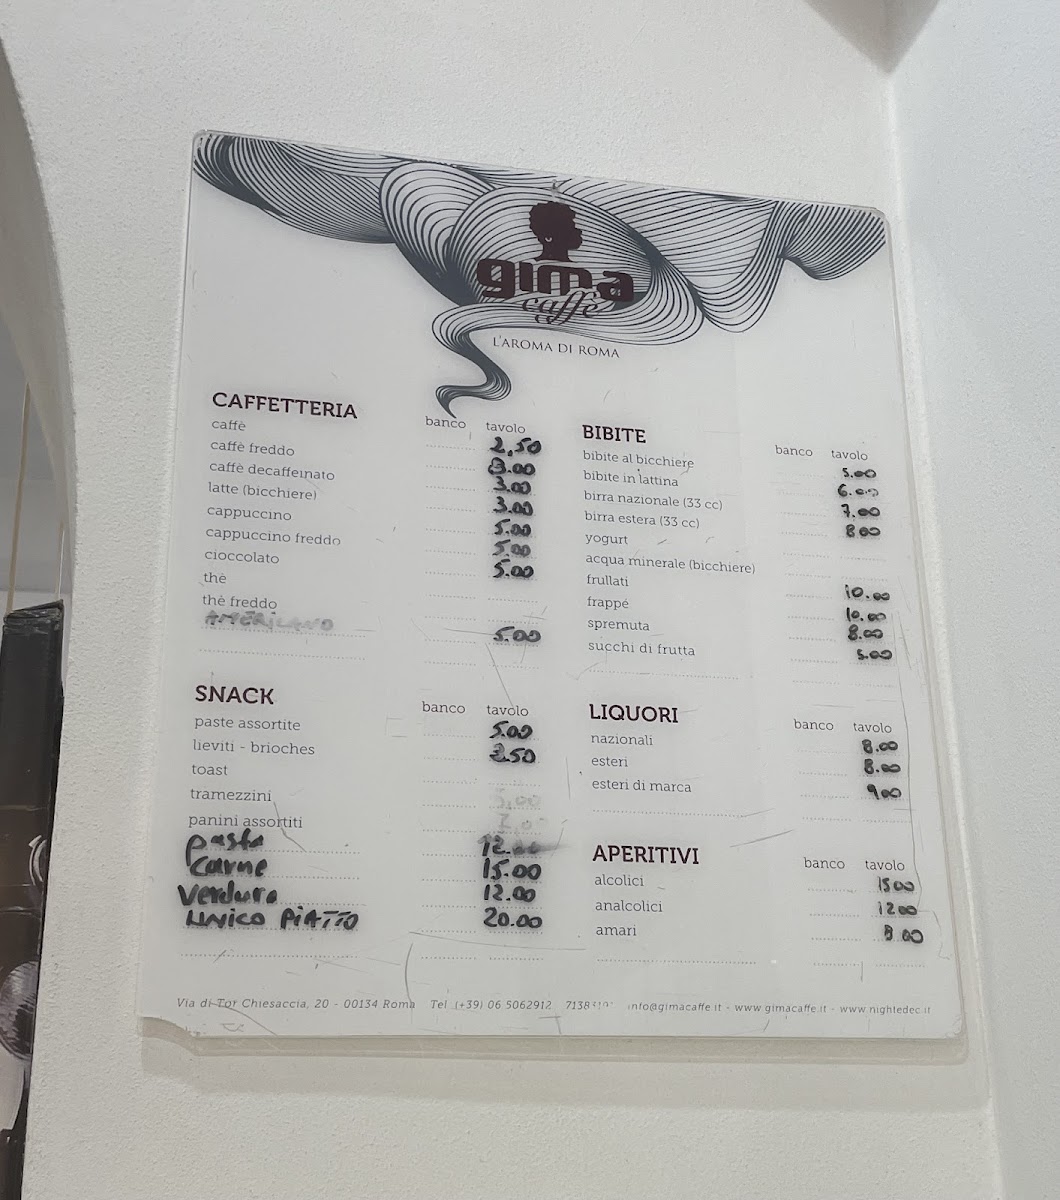 gima
caffè
L'AROMA DI ROMA
CAFFETTERIA banco tavolo
caffè 2,50
caffè freddo 3.00
caffè decaffeinato 3.00
latte (bicchiere) 3.00
cappuccino 5.00
cappuccino freddo 5.00
cioccolato 5.00
thè
thè freddo
AMERICANO 5.00
SNACK banco tavolo
paste assortite 5.00
lieviti - brioches 2.50
toast
tramezzini 5,00
panini assortiti 7,00
pasta 12.00
carne 15.00
verdura 12.00
UNICO PIATTO 20.00
BIBITE banco tavolo
bibite al bicchiere 5.00
bibite in lattina 6.00
birra nazionale (33 cc) 7.00
birra estera (33 cc) 8.00
yogurt
acqua minerale (bicchiere)
frullati 10.00
frappé 10.00
spremuta 8.00
succhi di frutta 5.00
LIQUORI banco tavolo
nazionali 8.00
esteri 8.00
esteri di marca 9.00
APERITIVI banco tavolo
alcolici 15.00
analcolici 12.00
amari 8.00
Via di Tor Chiesaccia, 20 - 00134 Roma Tel. (+39) 06 5062912 info@gimacaffe.it - www.gimacaffe.it - www.nightedec.it